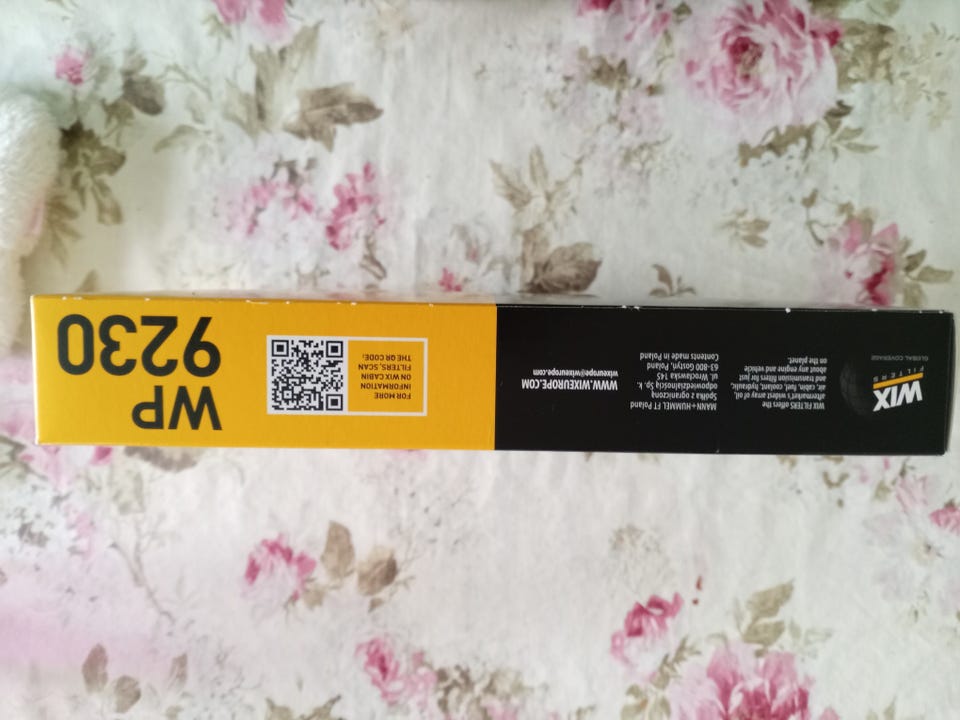 WIX
FILTERS
GLOBAL COVERAGE
WIX FILTERS offers the
aftermarket's widest array of oil,
air, cabin, fuel, coolant, hydraulic
and transmission filters for just
about any engine and vehicle
on the planet.
MANN+HUMMEL FT Poland
Spółka z ograniczoną
odpowiedzialnością Sp. k.
ul. Wrocławska 145
63-800 Gostyń, Poland
Contents made in Poland
WWW.WIXEUROPE.COM
wixeurope@wixeurope.com
FOR MORE
INFORMATION
ON WIX CABIN
FILTERS, SCAN
THE QR CODE.
WP
9230